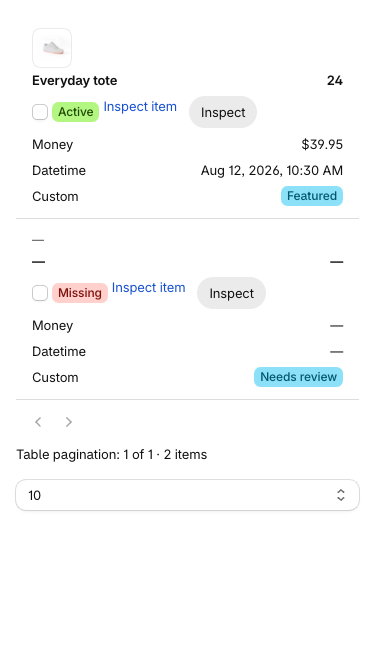 Everyday tote 24
Active Inspect item Inspect
Money $39.95
Datetime Aug 12, 2026, 10:30 AM
Custom Featured
—
— —
Missing Inspect item Inspect
Money —
Datetime —
Custom Needs review
Table pagination: 1 of 1 · 2 items
10